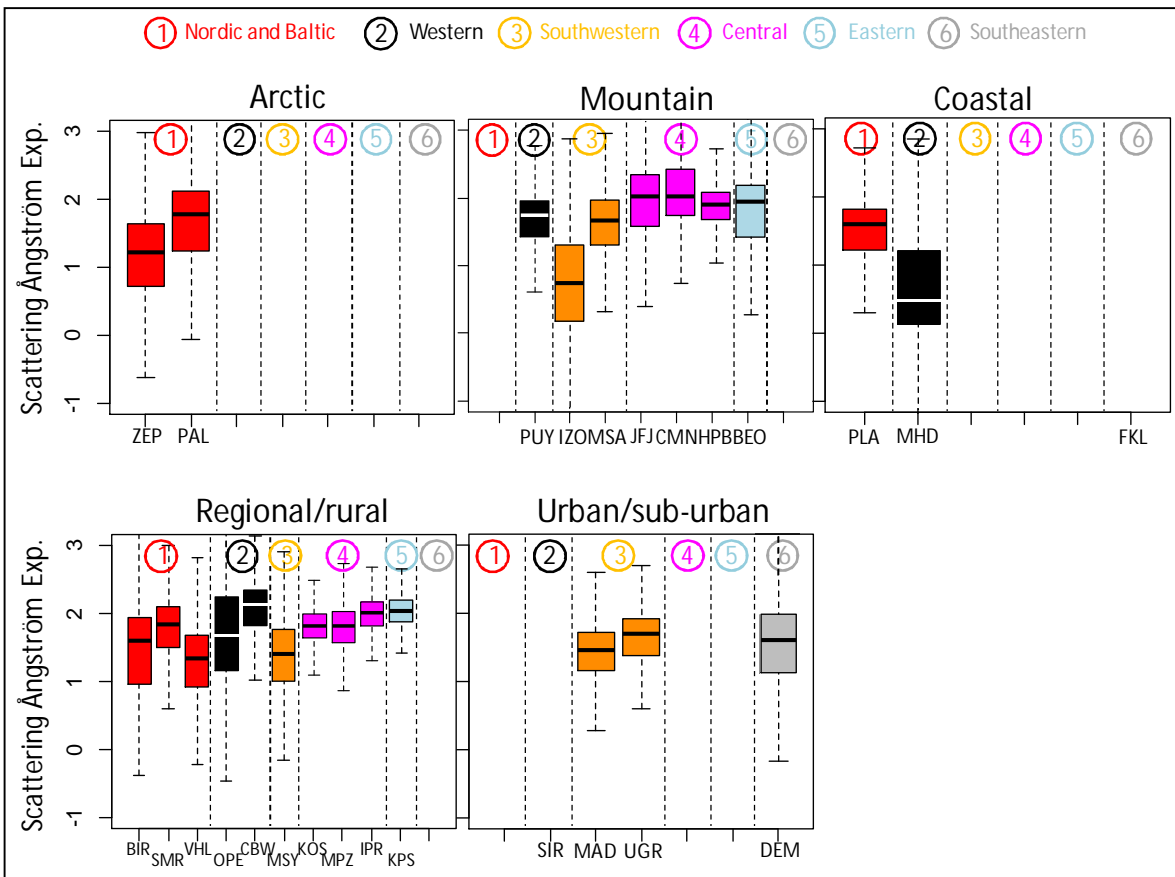 1 Nordic and Baltic 2 Western 3 Southwestern 4 Central 5 Eastern 6 Southeastern
Arctic Mountain Coastal
Scattering Ångström Exp.
3 2 1 0 -1
1 2 3 4 5 6
1 2 3 4 5 6
1 2 3 4 5 6
ZEP PAL
PUY IZO MSA JFJ CMN HPB BEO
PLA MHD FKL
Regional/rural Urban/sub-urban
Scattering Ångström Exp.
3 2 1 0 -1
1 2 3 4 5 6
1 2 3 4 5 6
BIR SMR VHL OPE CBW MSY KOS MPZ IPR KPS
SIR MAD UGR DEM